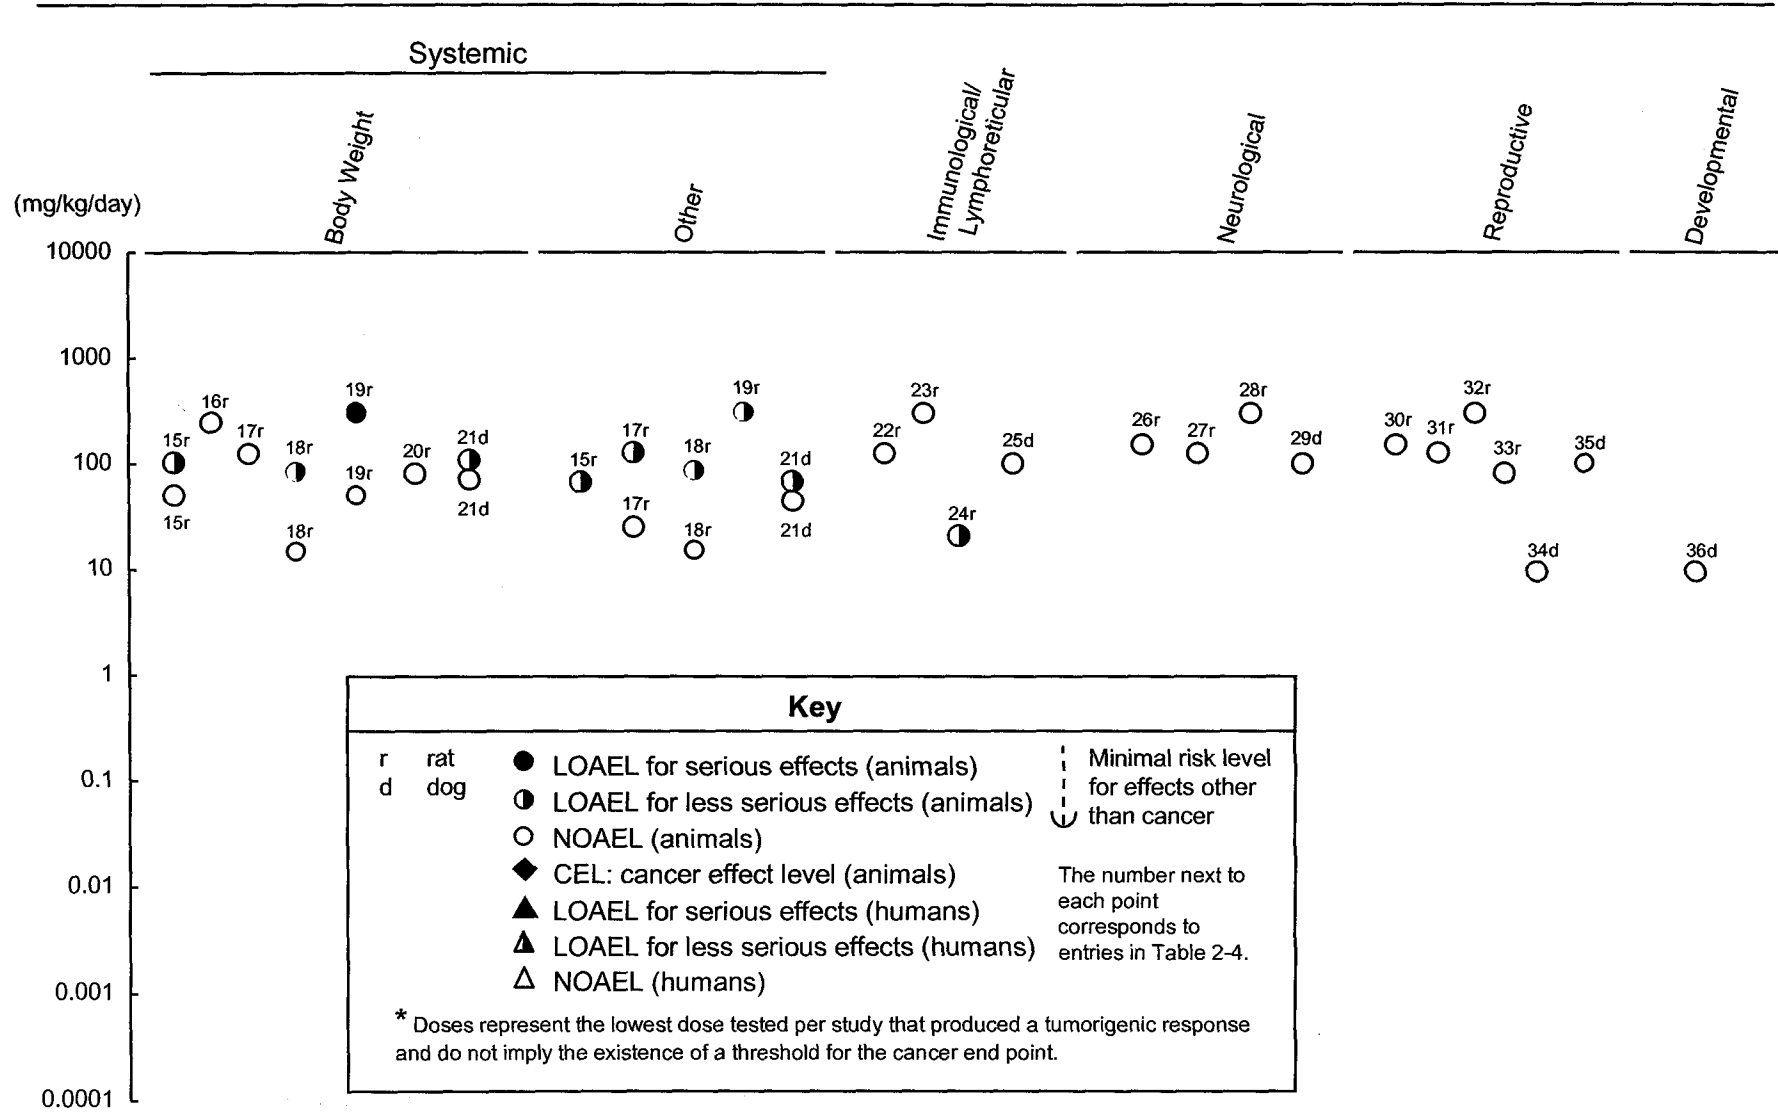 Systemic
Body Weight
Other
Immunological/
Lymphoreticular
Neurological
Reproductive
Developmental
(mg/kg/day)
10000
1000
19r 19r 23r 28r 32r
16r
15r 17r 18r 21d 17r 18r 22r 25d 26r 27r 29d 30r 31r 33r 35d
100
20r 15r 21d
19r
15r 21d 17r 21d 24r
18r 18r 34d 36d
10
1
0.1
0.01
0.001
0.0001
Key
r rat
d dog
LOAEL for serious effects (animals)
LOAEL for less serious effects (animals)
NOAEL (animals)
CEL: cancer effect level (animals)
LOAEL for serious effects (humans)
LOAEL for less serious effects (humans)
NOAEL (humans)
Minimal risk level
for effects other
than cancer
The number next to
each point
corresponds to
entries in Table 2-4.
* Doses represent the lowest dose tested per study that produced a tumorigenic response
and do not imply the existence of a threshold for the cancer end point.